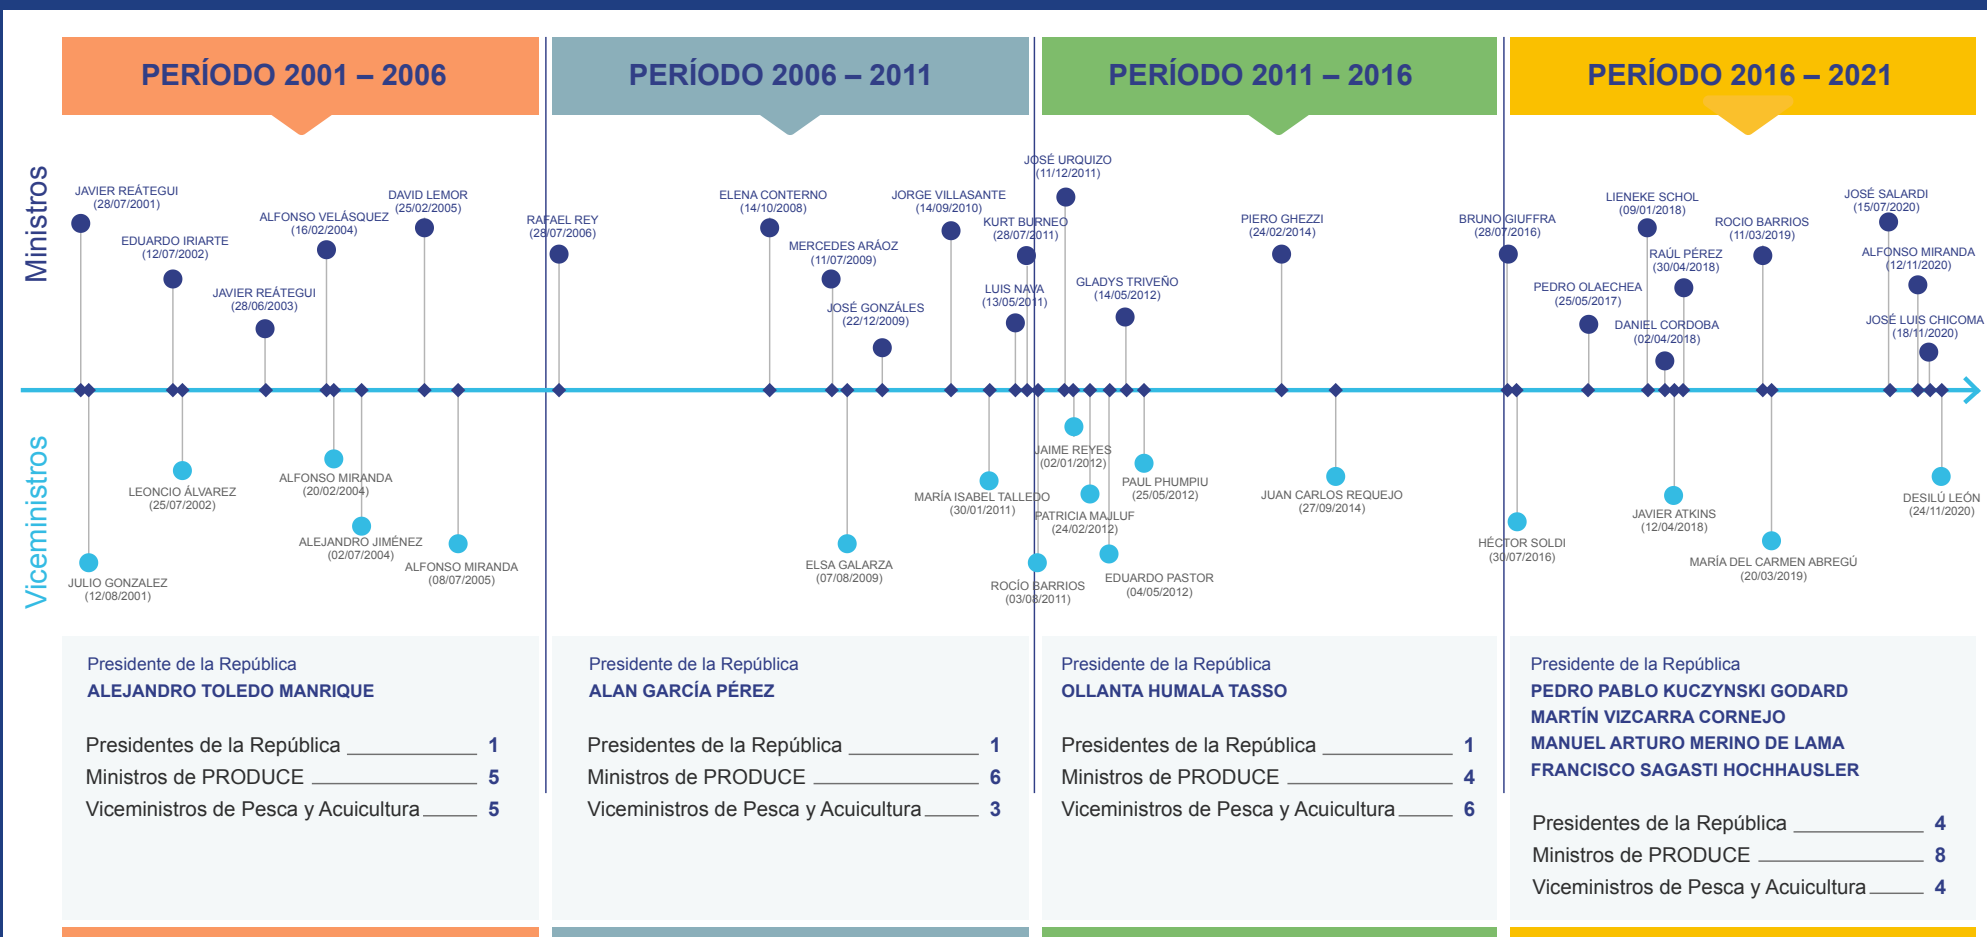 PERÍODO 2001 – 2006
PERÍODO 2006 – 2011
PERÍODO 2011 – 2016
PERÍODO 2016 – 2021
Ministros
JAVIER REÁTEGUI
(28/07/2001)
EDUARDO IRIARTE
(12/07/2002)
JAVIER REÁTEGUI
(28/06/2003)
ALFONSO VELÁSQUEZ
(16/02/2004)
DAVID LEMOR
(25/02/2005)
RAFAEL REY
(28/07/2006)
ELENA CONTERNO
(14/10/2008)
MERCEDES ARÁOZ
(11/07/2009)
JOSÉ GONZÁLES
(22/12/2009)
JORGE VILLASANTE
(14/09/2010)
KURT BURNEO
(28/07/2011)
LUIS NAVA
(13/05/2011)
JOSÉ URQUIZO
(11/12/2011)
GLADYS TRIVEÑO
(14/05/2012)
PIERO GHEZZI
(24/02/2014)
BRUNO GIUFFRA
(28/07/2016)
PEDRO OLAECHEA
(25/05/2017)
LIENEKE SCHOL
(09/01/2018)
RAÚL PÉREZ
(30/04/2018)
DANIEL CORDOBA
(02/04/2018)
ROCIO BARRIOS
(11/03/2019)
JOSÉ SALARDI
(15/07/2020)
ALFONSO MIRANDA
(12/11/2020)
JOSÉ LUIS CHICOMA
(18/11/2020)
Viceministros
JULIO GONZALEZ
(12/08/2001)
LEONCIO ÁLVAREZ
(25/07/2002)
ALFONSO MIRANDA
(20/02/2004)
ALEJANDRO JIMÉNEZ
(02/07/2004)
ALFONSO MIRANDA
(08/07/2005)
ELSA GALARZA
(07/08/2009)
MARÍA ISABEL TALLEDO
(30/01/2011)
ROCÍO BARRIOS
(03/08/2011)
JAIME REYES
(02/01/2012)
PATRICIA MAJLUF
(24/02/2012)
EDUARDO PASTOR
(04/05/2012)
PAUL PHUMPIU
(25/05/2012)
JUAN CARLOS REQUEJO
(27/09/2014)
HÉCTOR SOLDI
(30/07/2016)
JAVIER ATKINS
(12/04/2018)
MARÍA DEL CARMEN ABREGÚ
(20/03/2019)
DESILÚ LEÓN
(24/11/2020)
Presidente de la República
ALEJANDRO TOLEDO MANRIQUE
Presidentes de la República 1
Ministros de PRODUCE 5
Viceministros de Pesca y Acuicultura 5
Presidente de la República
ALAN GARCÍA PÉREZ
Presidentes de la República 1
Ministros de PRODUCE 6
Viceministros de Pesca y Acuicultura 3
Presidente de la República
OLLANTA HUMALA TASSO
Presidentes de la República 1
Ministros de PRODUCE 4
Viceministros de Pesca y Acuicultura 6
Presidente de la República
PEDRO PABLO KUCZYNSKI GODARD
MARTÍN VIZCARRA CORNEJO
MANUEL ARTURO MERINO DE LAMA
FRANCISCO SAGASTI HOCHHAUSLER
Presidentes de la República 4
Ministros de PRODUCE 8
Viceministros de Pesca y Acuicultura 4